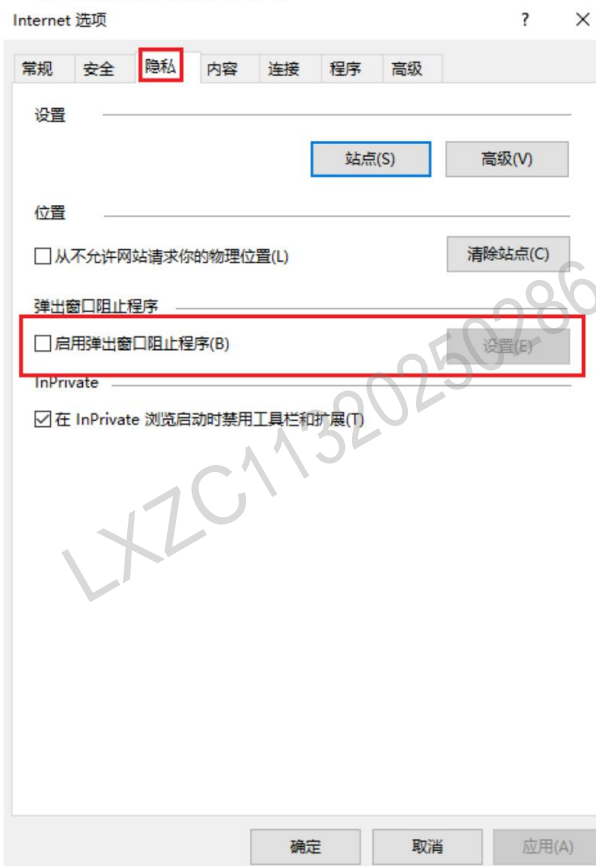 Internet 选项 ? ×
常规 安全 隐私 内容 连接 程序 高级
设置
站点(S) 高级(V)
位置
从不允许网站请求你的物理位置(L) 清除站点(C)
弹出窗口阻止程序
启用弹出窗口阻止程序(B) 设置(E)
InPrivate
在 InPrivate 浏览启动时禁用工具栏和扩展(T)
LXZC11320250286
确定 取消 应用(A)